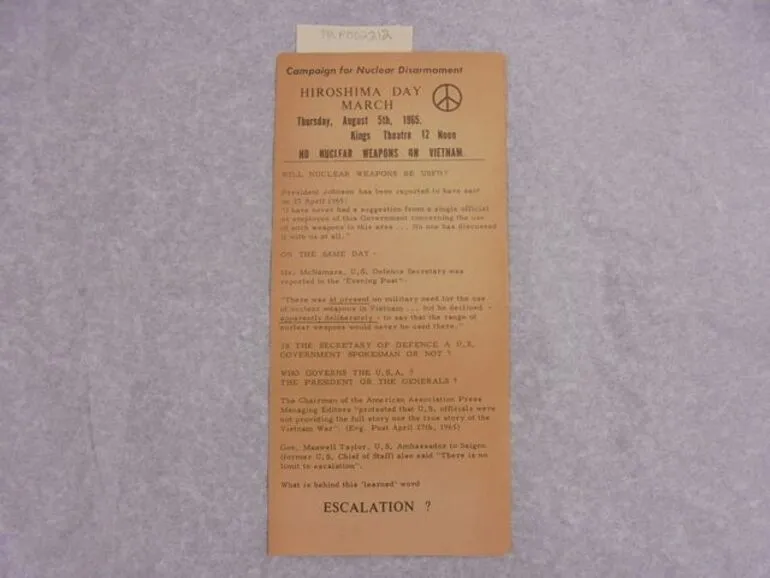 Campaign for Nuclear Disarmament
HIROSHIMA DAY
MARCH
Thursday, August 5th, 1965.
Kings Theatre 12 Noon
NO NUCLEAR WEAPONS ON VIETNAM.
WILL NUCLEAR WEAPONS BE USED?
President Johnson has been reported to have said
on 27 April 1965:
"I have never had a suggestion from a single official
or employee of this Government concerning the use
of such weapons in this area ... No one has discussed
it with us at all."
ON THE SAME DAY -
Mr. McNamara, U.S. Defence Secretary was
reported in the "Evening Post"-
"There was at present no military need for the use
of nuclear weapons in Vietnam ... but he declined -
apparently deliberately - to say that the range of
nuclear weapons would never be used there."
IS THE SECRETARY OF DEFENCE A U.S.
GOVERNMENT SPOKESMAN OR NOT ?
WHO GOVERNS THE U.S.A. ?
THE PRESIDENT OR THE GENERALS ?
The Chairman of the American Association Press
Managing Editors "protested that U.S. officials were
not providing the full story nor the true story of the
Vietnam War". (Evg. Post April 27th, 1965)
Gen. Maxwell Taylor, U.S. Ambassador to Saigon
(former U.S. Chief of Staff) also said "There is no
limit to escalation".
What is behind this 'learned' word
ESCALATION ?